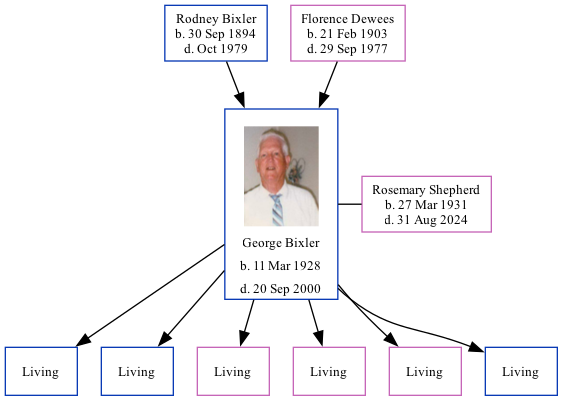 Rodney Bixler
b. 30 Sep 1894
d. Oct 1979
Florence Dewees
b. 21 Feb 1903
d. 29 Sep 1977
George Bixler
b. 11 Mar 1928
d. 20 Sep 2000
Rosemary Shepherd
b. 27 Mar 1931
d. 31 Aug 2024
Living
Living
Living
Living
Living
Living